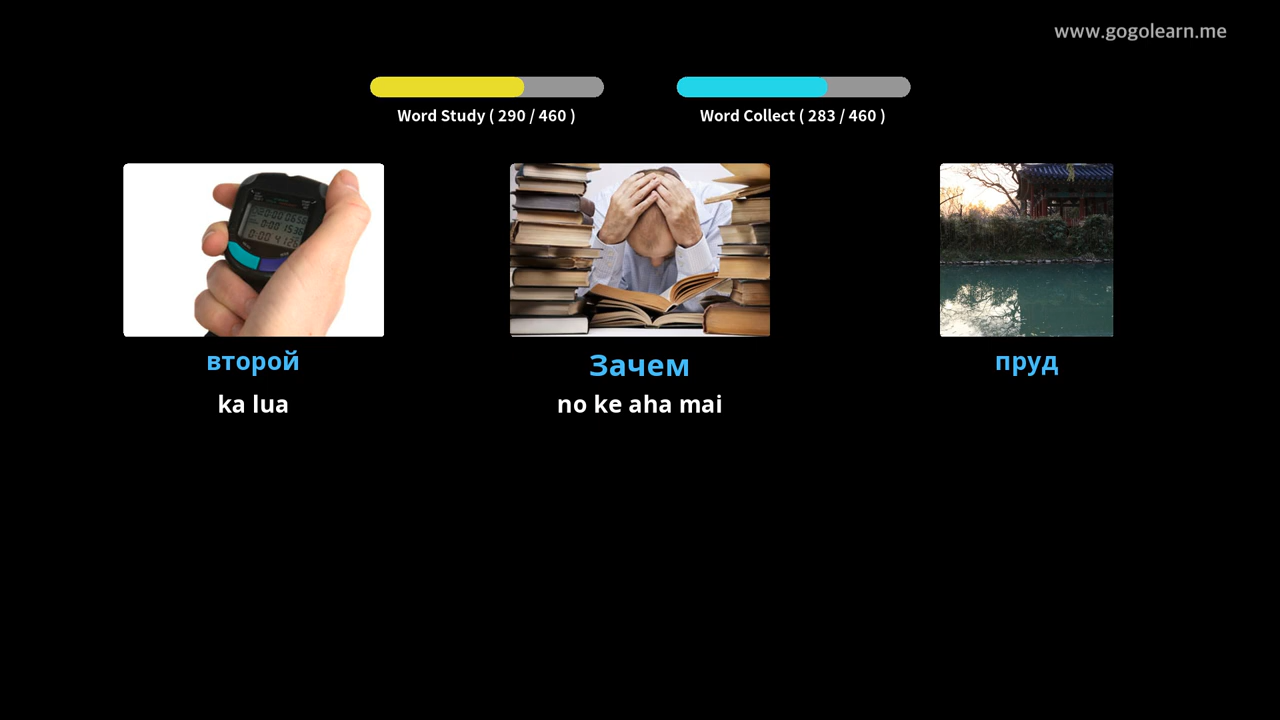 www.gogolearn.me
Word Study ( 290 / 460 )
Word Collect ( 283 / 460 )
второй
Зачем
пруд
ka lua
no ke aha mai